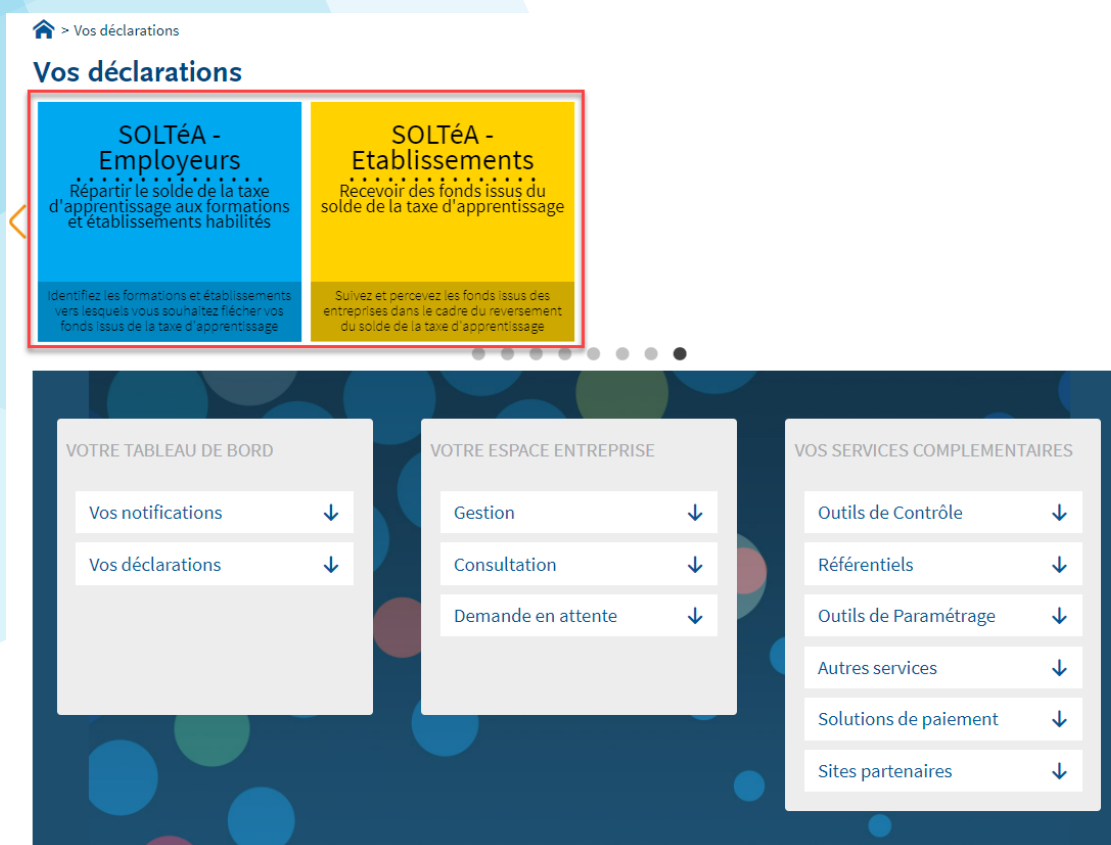 > Vos déclarations
Vos déclarations
SOLTéA -
Employeurs
Répartir le solde de la taxe
d'apprentissage aux formations
et établissements habilités
Identifiez les formations et établissements
vers lesquels vous souhaitez flécher vos
fonds issus de la taxe d'apprentissage
SOLTéA -
Etablissements
Recevoir des fonds issus du
solde de la taxe d'apprentissage
Suivez et percevez les fonds issus des
entreprises dans le cadre du reversement
du solde de la taxe d'apprentissage
VOTRE TABLEAU DE BORD
Vos notifications
Vos déclarations
VOTRE ESPACE ENTREPRISE
Gestion
Consultation
Demande en attente
VOS SERVICES COMPLEMENTAIRES
Outils de Contrôle
Référentiels
Outils de Paramétrage
Autres services
Solutions de paiement
Sites partenaires